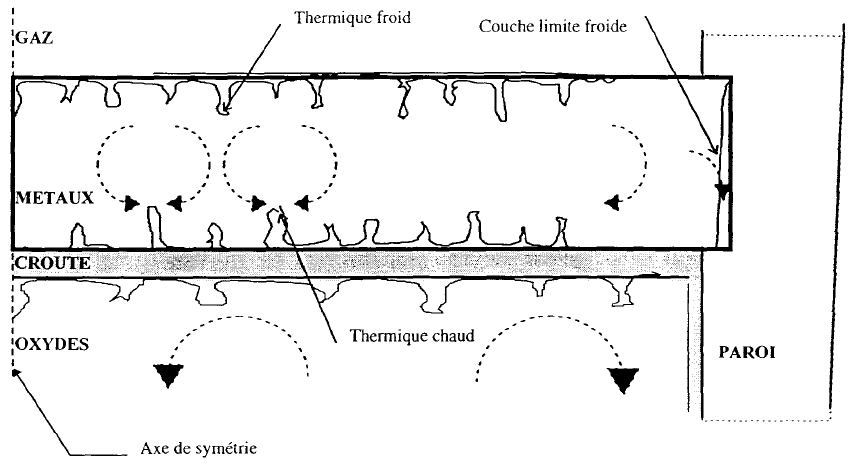 Thermique froid
Couche limite froide
GAZ
METAUX
CROUTE
Thermique chaud
OXYDES
PAROI
Axe de symétrie